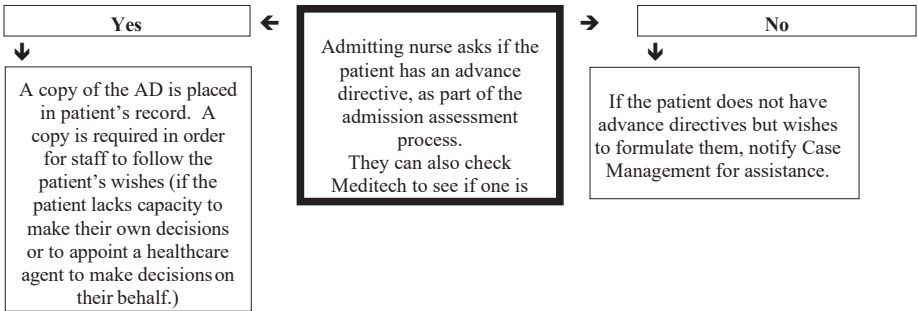 Yes
🡸
🡺
No
🡻
🡻
Admitting nurse asks if the
patient has an advance
directive, as part of the
admission assessment
process.
They can also check
Meditech to see if one is
A copy of the AD is placed
in patient's record. A
copy is required in order
for staff to follow the
patient's wishes (if the
patient lacks capacity to
make their own decisions
or to appoint a healthcare
agent to make decisions on
their behalf.)
If the patient does not have
advance directives but wishes
to formulate them, notify Case
Management for assistance.